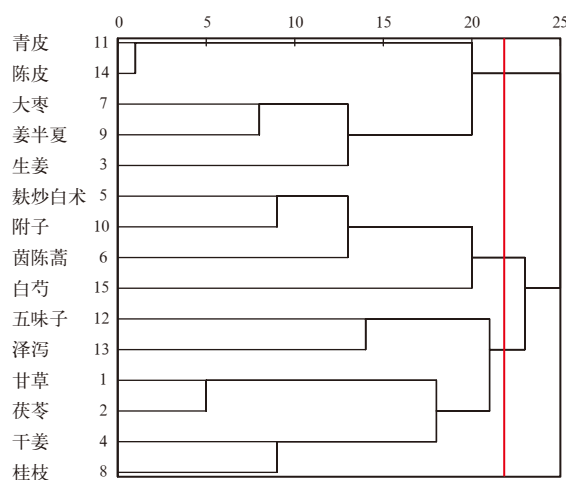 0 5 10 15 20 25
青皮 11
陈皮 14
大枣 7
姜半夏 9
生姜 3
麸炒白术 5
附子 10
茵陈蒿 6
白芍 15
五味子 12
泽泻 13
甘草 1
茯苓 2
干姜 4
桂枝 8